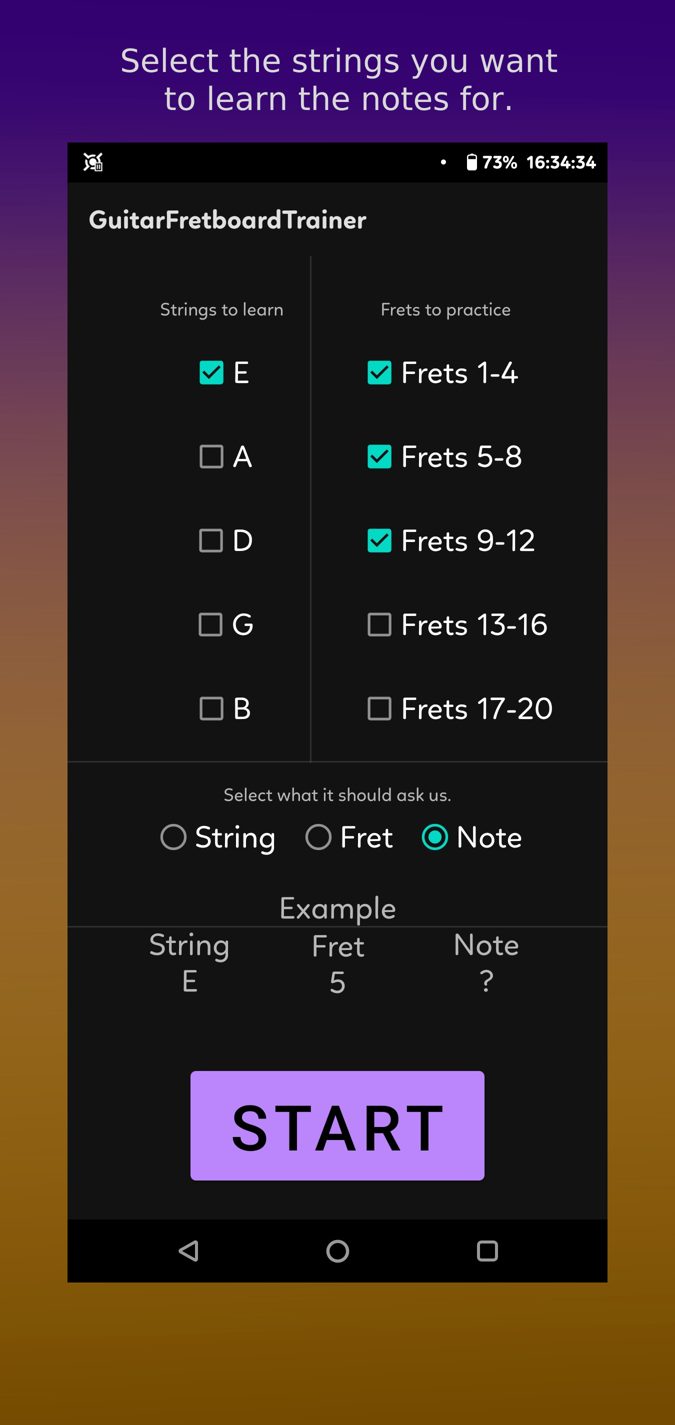 Select the strings you want
to learn the notes for.
73% 16:34:34
GuitarFretboardTrainer
Strings to learn
E
A
D
G
B
Frets to practice
Frets 1-4
Frets 5-8
Frets 9-12
Frets 13-16
Frets 17-20
Select what it should ask us.
String Fret Note
Example
String Fret Note
E 5 ?
START